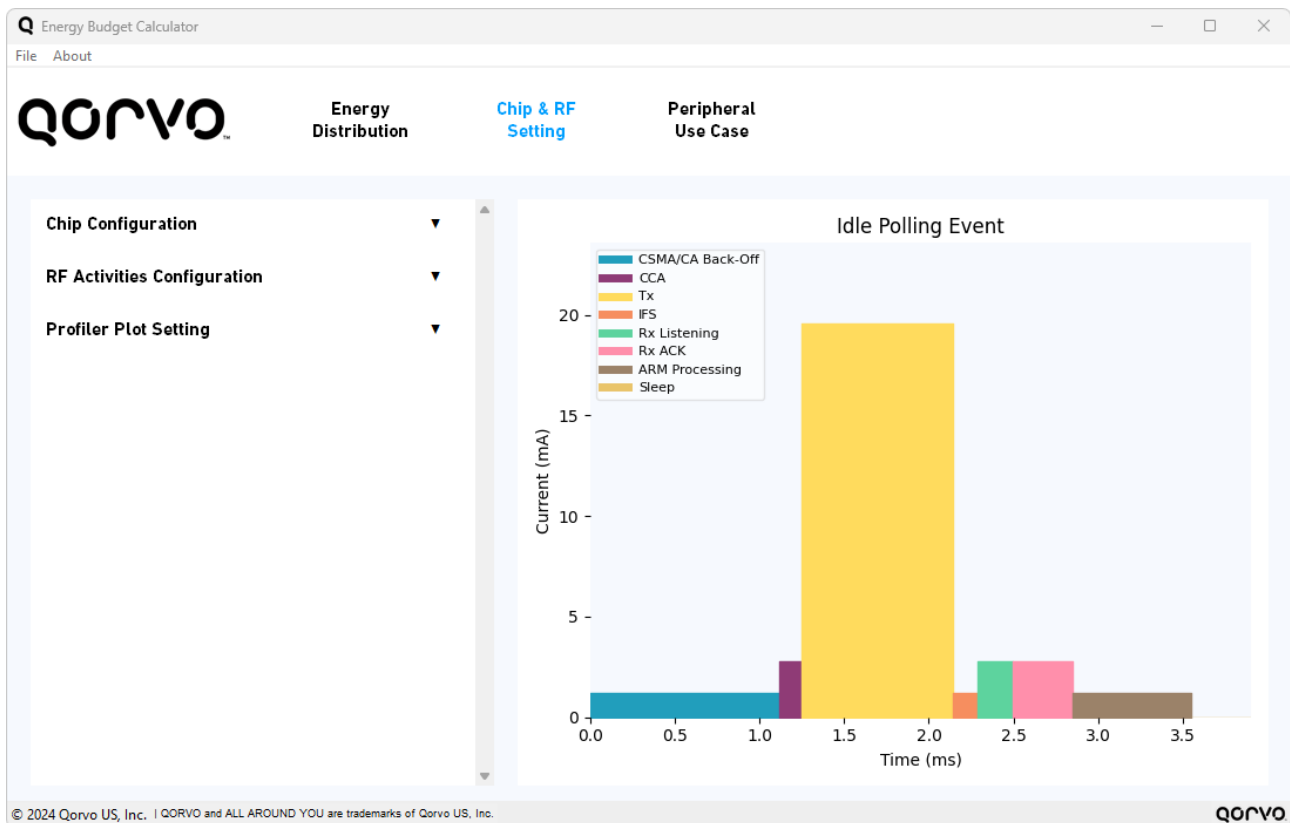 Q Energy Budget Calculator
File About
QORVO™
Energy
Distribution
Chip & RF
Setting
Peripheral
Use Case
Chip Configuration
RF Activities Configuration
Profiler Plot Setting
Idle Polling Event
CSMA/CA Back-Off
CCA
Tx
IFS
Rx Listening
Rx ACK
ARM Processing
Sleep
20
15
10
5
0
Current (mA)
0.0 0.5 1.0 1.5 2.0 2.5 3.0 3.5
Time (ms)
© 2024 Qorvo US, Inc. | QORVO and ALL AROUND YOU are trademarks of Qorvo US, Inc.
QORVO